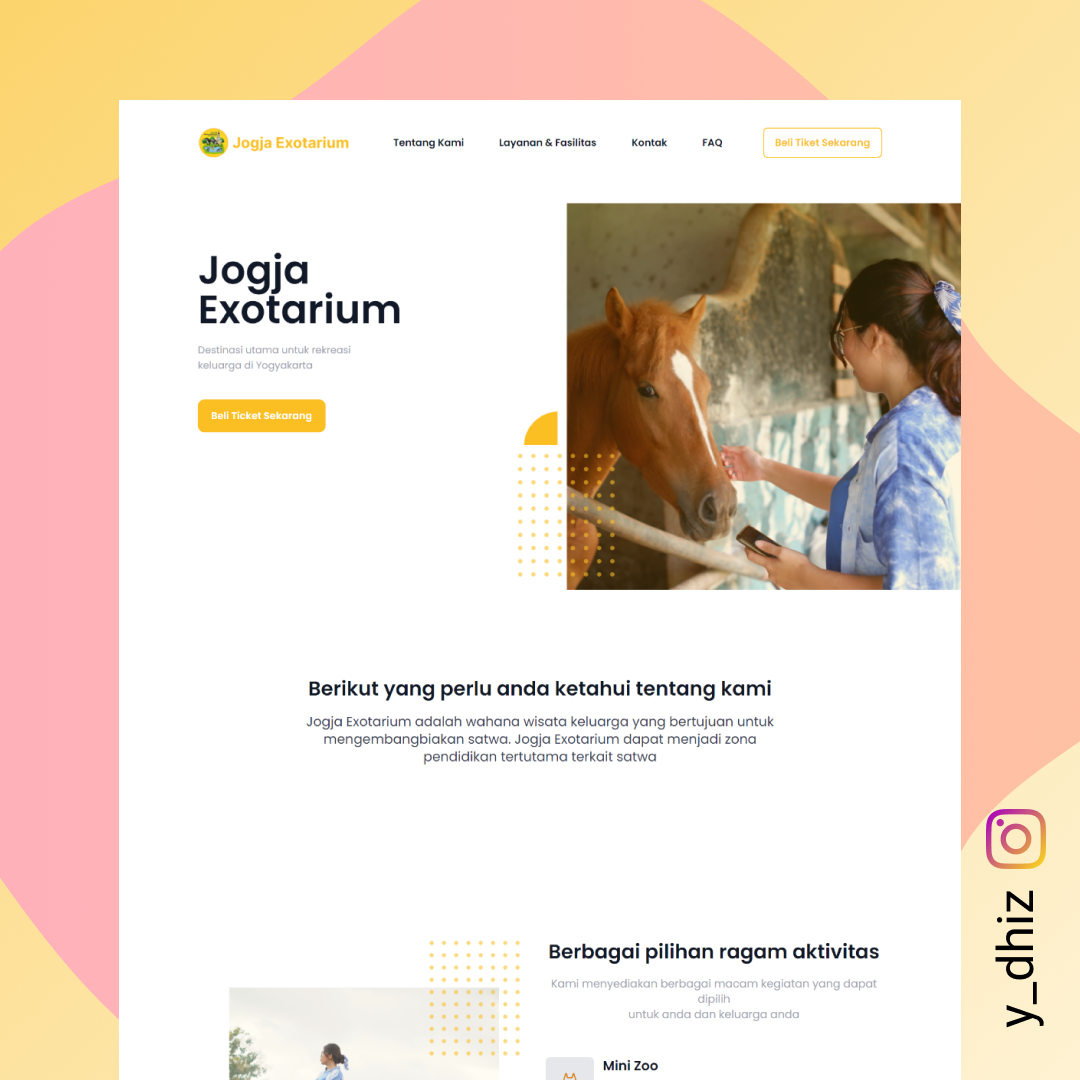 Jogja Exotarium
Tentang Kami
Layanan & Fasilitas
Kontak
FAQ
Beli Tiket Sekarang
Jogja
Exotarium
Destinasi utama untuk rekreasi
keluarga di Yogyakarta
Beli Ticket Sekarang
Berikut yang perlu anda ketahui tentang kami
Jogja Exotarium adalah wahana wisata keluarga yang bertujuan untuk
mengembangbiakan satwa. Jogja Exotarium dapat menjadi zona
pendidikan tertutama terkait satwa
Berbagai pilihan ragam aktivitas
Kami menyediakan berbagai macam kegiatan yang dapat
dipilih
untuk anda dan keluarga anda
Mini Zoo
y_dhiz